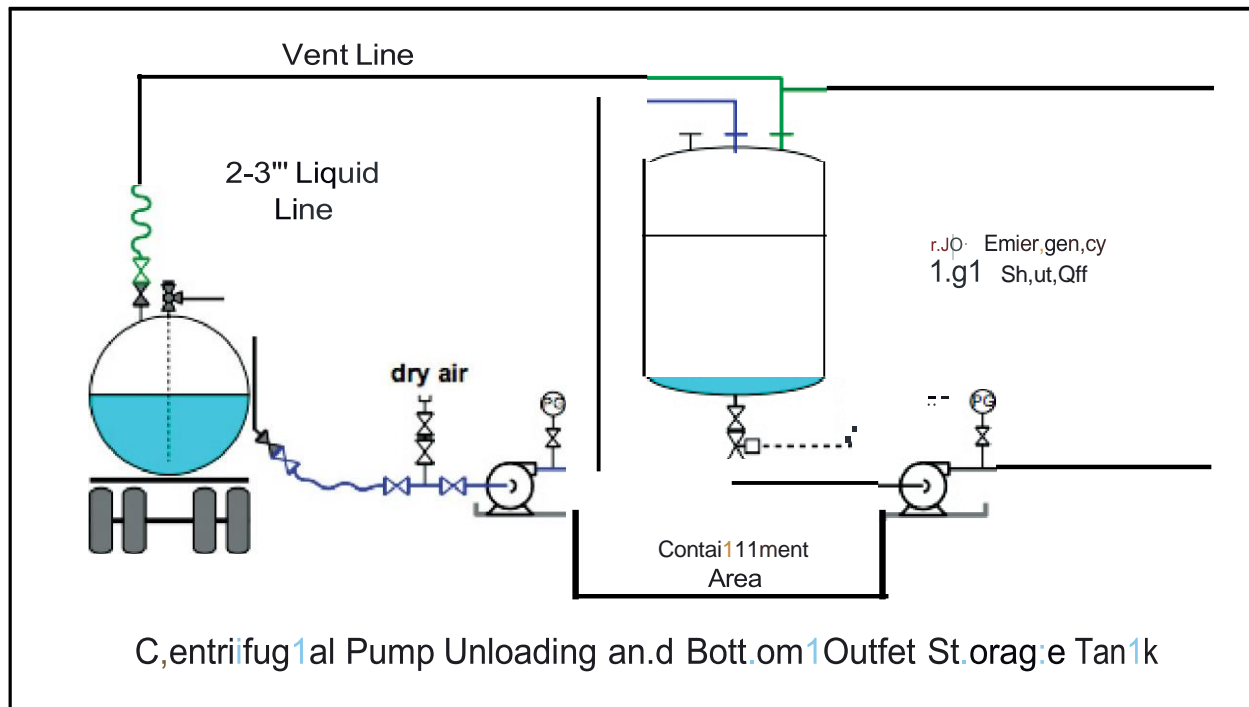 Vent Line
2-3"' Liquid
Line
r.JO· Emier,gen,cy
1.g1 Sh,ut,Qff
dry air
PG
PG
Contai111ment
Area
C,entriifug1al Pump Unloading an.d Bott.om1Outfet St.orag:e Tan1k